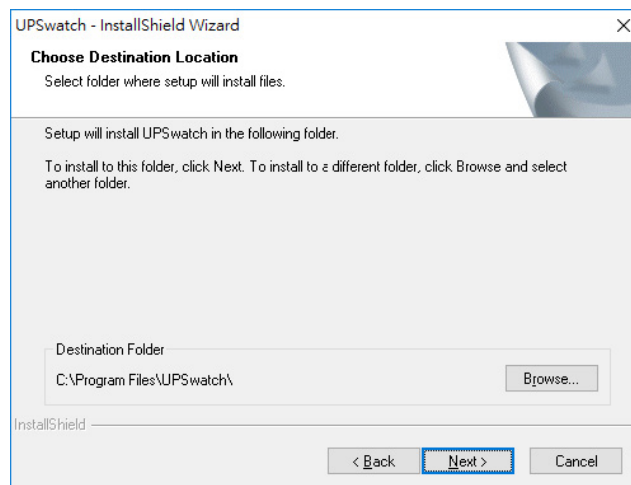 UPSwatch - InstallShield Wizard
Choose Destination Location
Select folder where setup will install files.
Setup will install UPSwatch in the following folder.
To install to this folder, click Next. To install to a different folder, click Browse and select
another folder.
Destination Folder
C:\Program Files\UPSwatch\
Browse...
InstallShield
< Back
Next >
Cancel